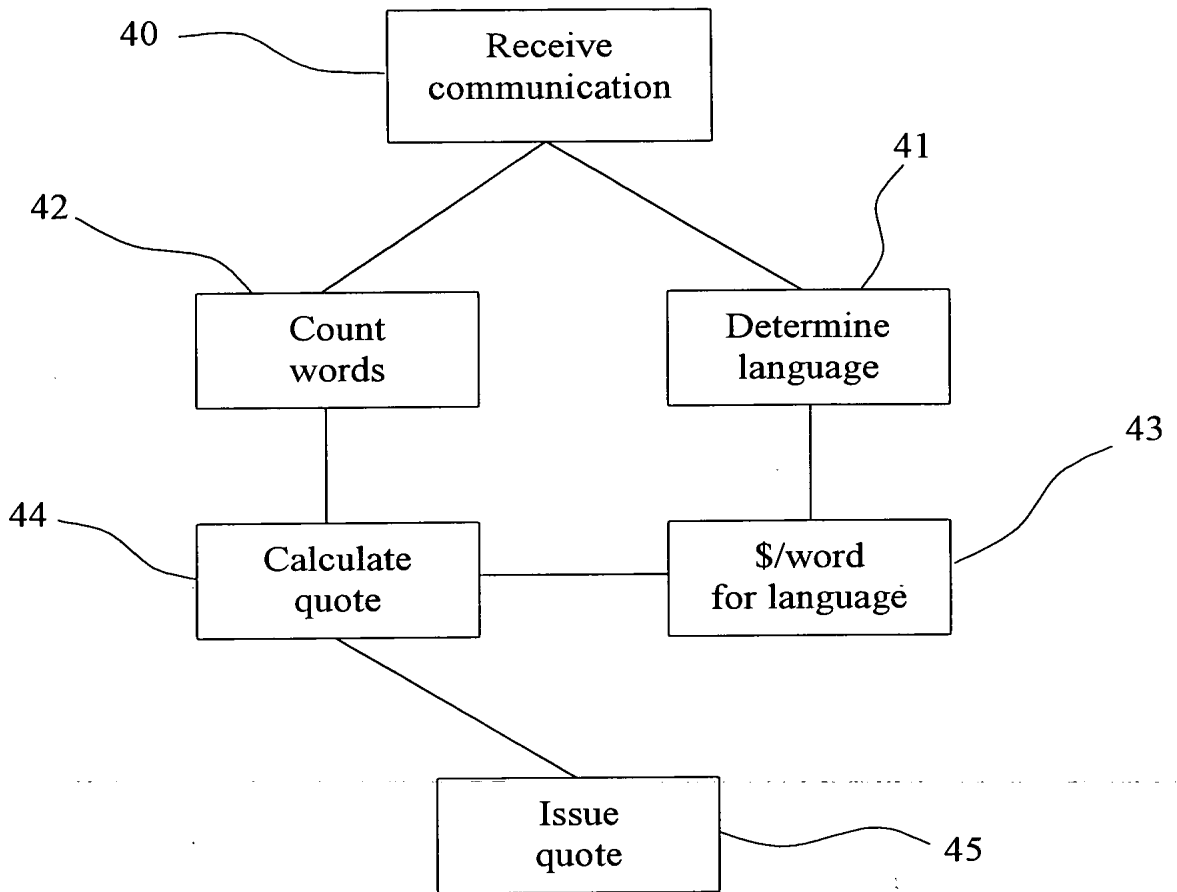 40
Receive
communication
41
42
Count
words
Determine
language
43
44
Calculate
quote
$/word
for language
Issue
quote
45